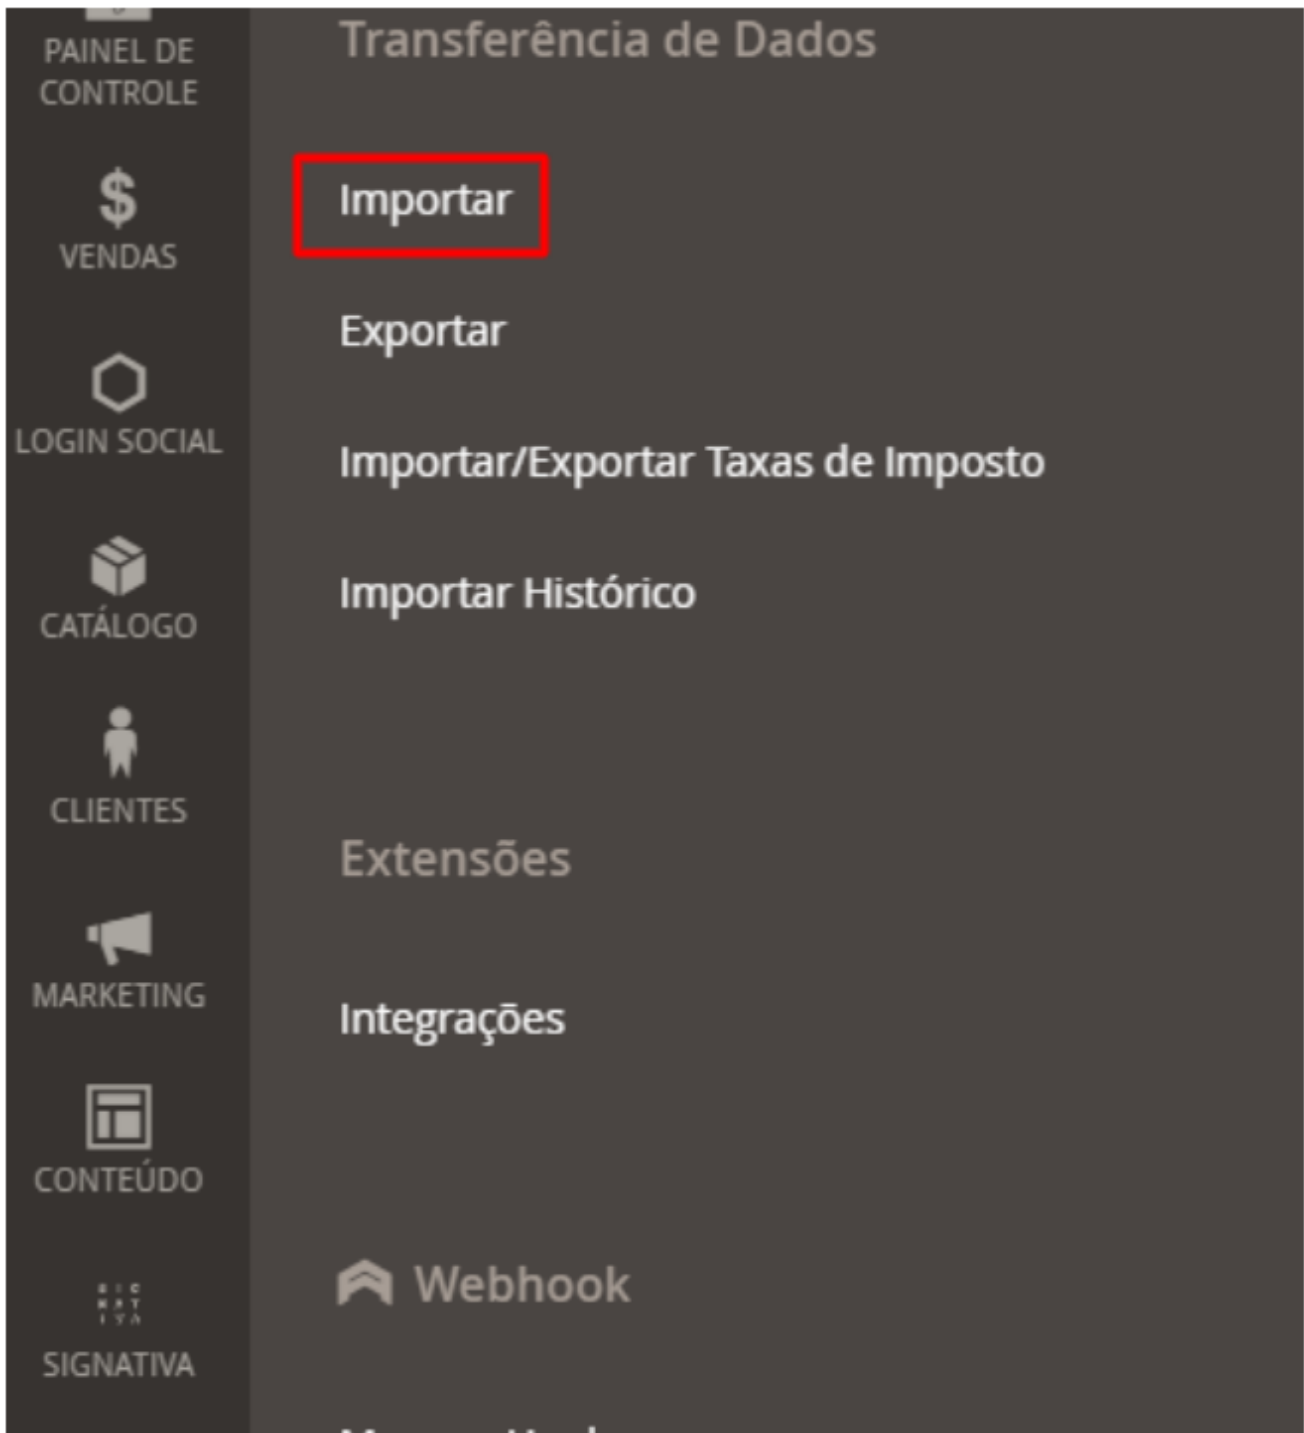 PAINEL DE
CONTROLE
VENDAS
LOGIN SOCIAL
CATÁLOGO
CLIENTES
MARKETING
CONTEÚDO
SIGNATIVA
Transferência de Dados
Importar
Exportar
Importar/Exportar Taxas de Imposto
Importar Histórico
Extensões
Integrações
Webhook